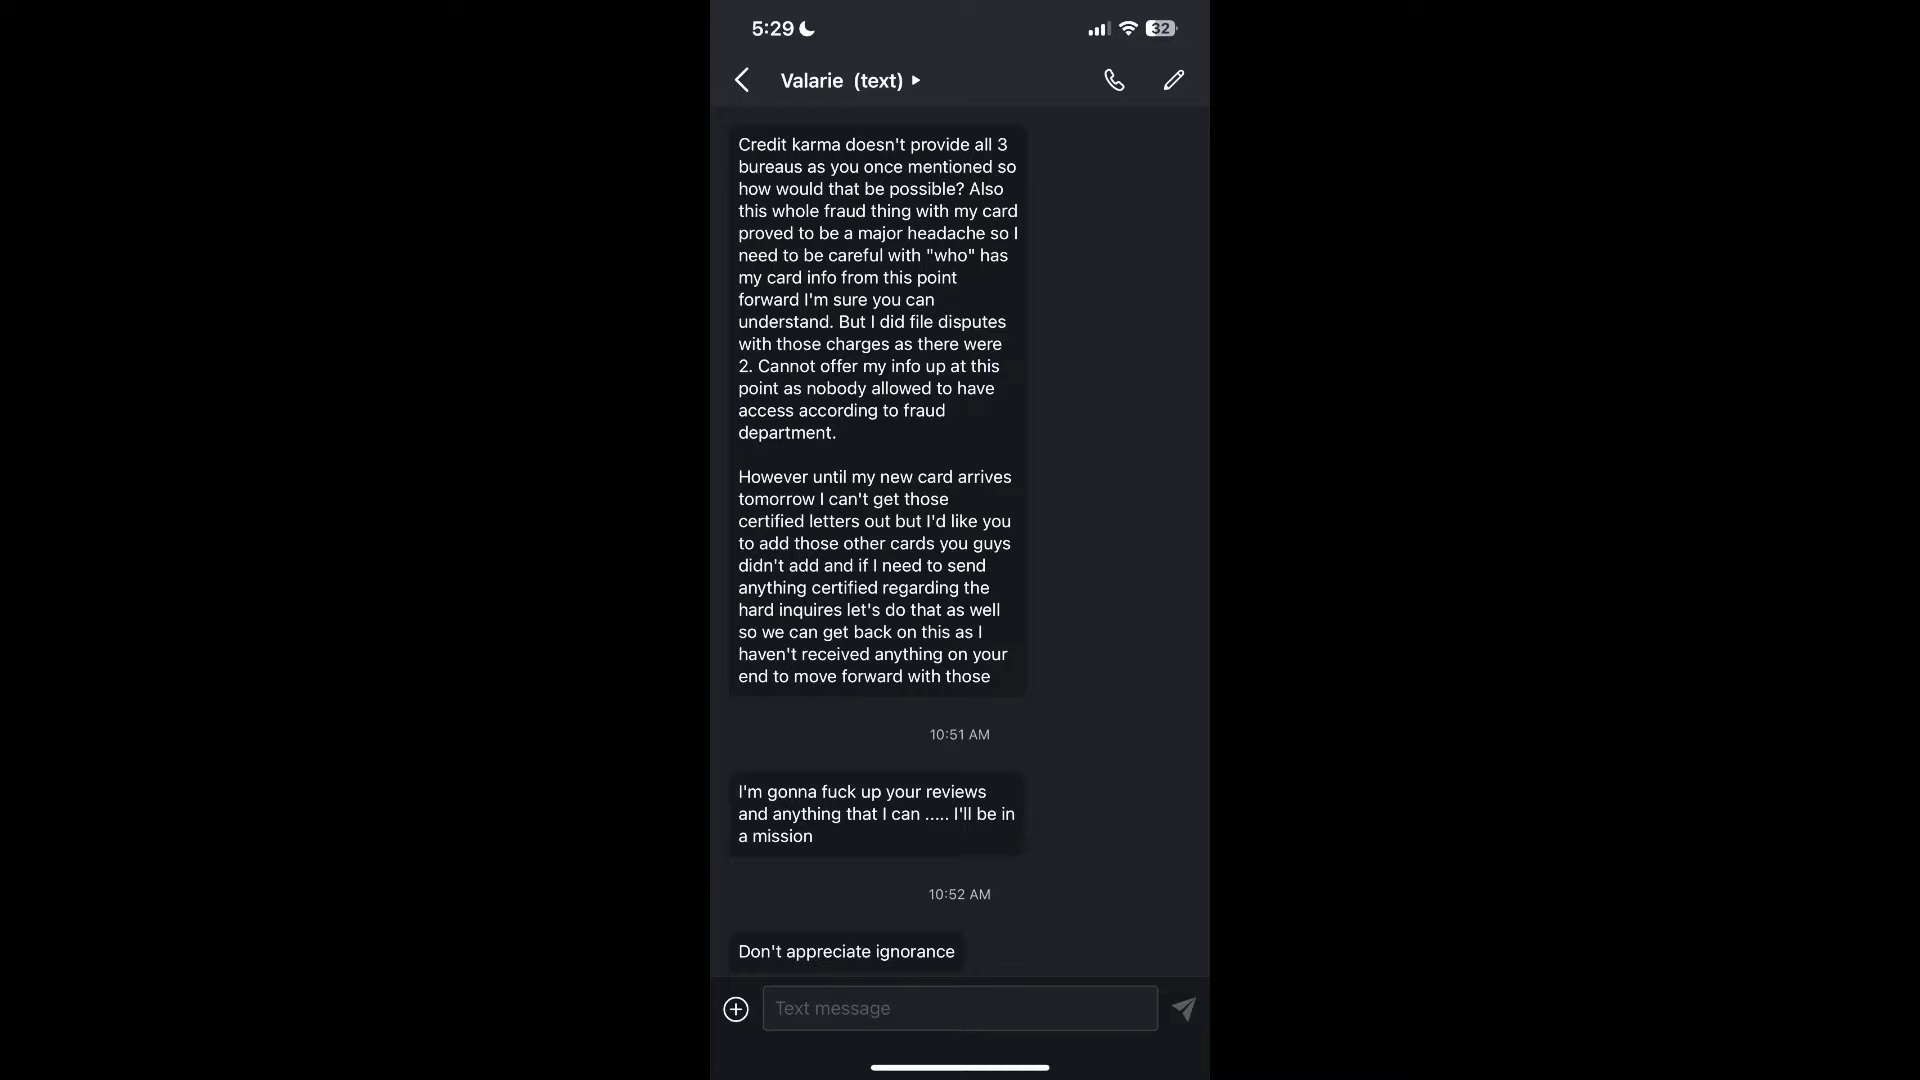 5:29
32
Valarie (text)
Credit karma doesn't provide all 3
bureaus as you once mentioned so
how would that be possible? Also
this whole fraud thing with my card
proved to be a major headache so I
need to be careful with "who" has
my card info from this point
forward I'm sure you can
understand. But I did file disputes
with those charges as there were
2. Cannot offer my info up at this
point as nobody allowed to have
access according to fraud
department.
However until my new card arrives
tomorrow I can't get those
certified letters out but I'd like you
to add those other cards you guys
didn't add and if I need to send
anything certified regarding the
hard inquires let's do that as well
so we can get back on this as I
haven't received anything on your
end to move forward with those
10:51 AM
I'm gonna fuck up your reviews
and anything that I can ..... I'll be in
a mission
10:52 AM
Don't appreciate ignorance
Text message